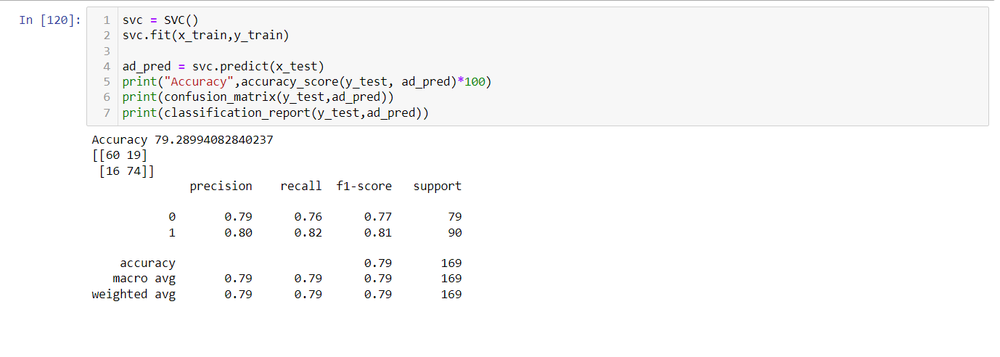 In [120]:
1 svc = SVC()
2 svc.fit(x_train,y_train)
3
4 ad_pred = svc.predict(x_test)
5 print("Accuracy",accuracy_score(y_test, ad_pred)*100)
6 print(confusion_matrix(y_test,ad_pred))
7 print(classification_report(y_test,ad_pred))
Accuracy 79.28994082840237
[[60 19]
 [16 74]]
              precision    recall  f1-score   support
           0       0.79      0.76      0.77        79
           1       0.80      0.82      0.81        90
    accuracy                           0.79       169
   macro avg       0.79      0.79      0.79       169
weighted avg       0.79      0.79      0.79       169